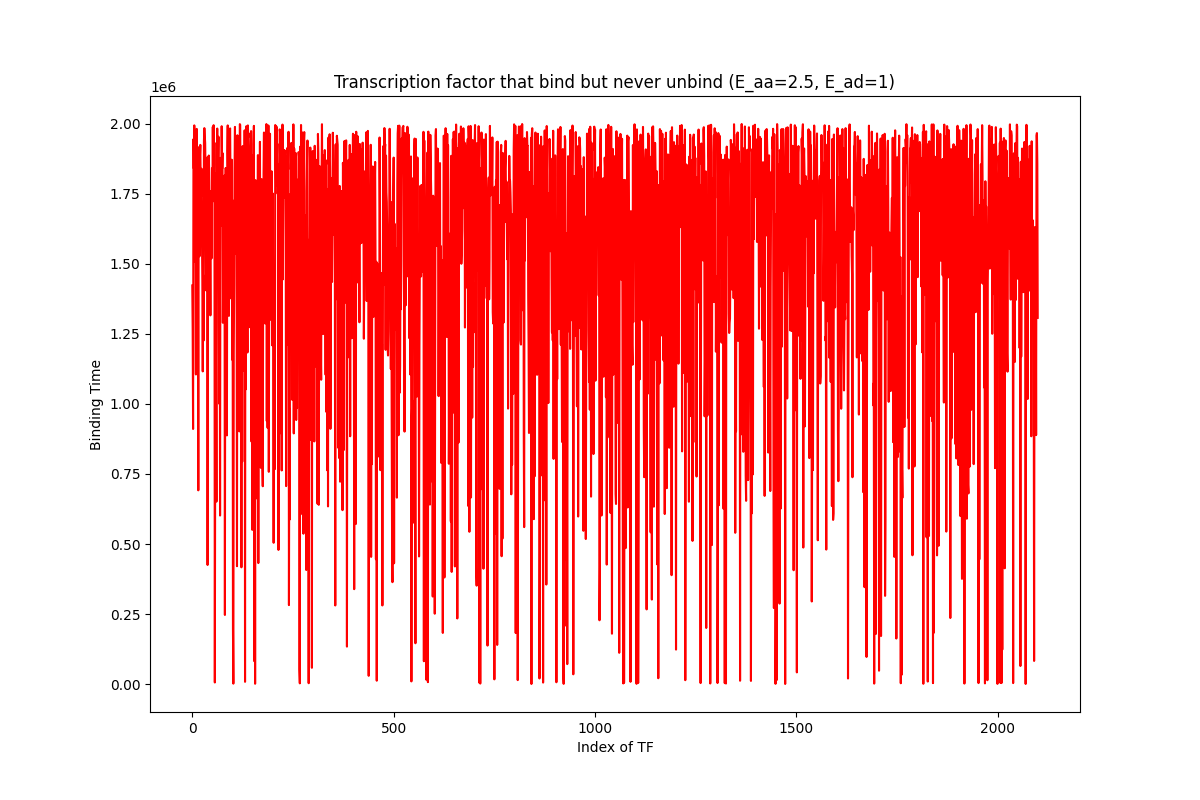 Transcription factor that bind but never unbind (E_aa=2.5, E_ad=1)
1e6
2.00
1.75
1.50
1.25
1.00
0.75
0.50
0.25
0.00
Binding Time
0 500 1000 1500 2000
Index of TF